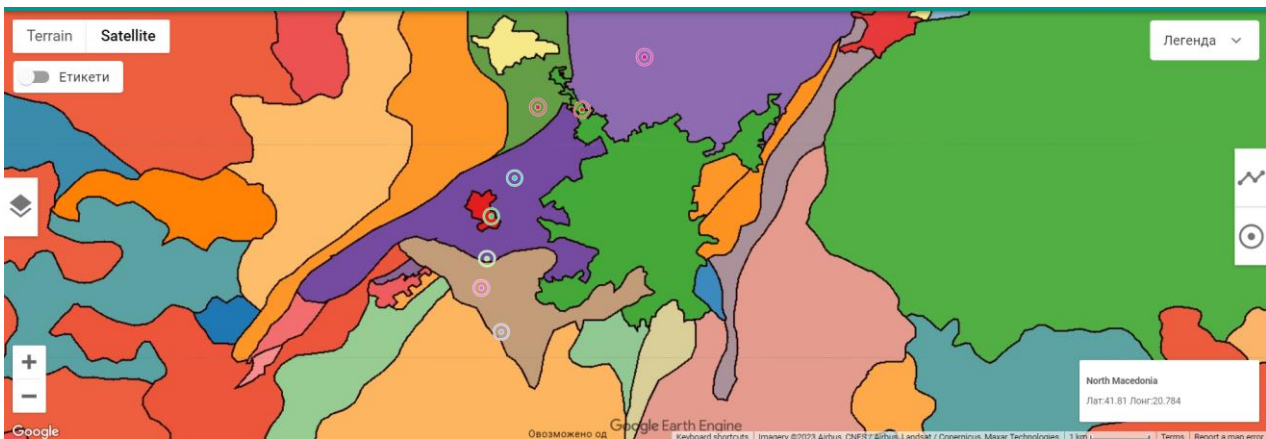 Terrain Satellite
Легенда
Етикети
North Macedonia
Лат:41.81 Лонг:20.784
Google
Овозможено од Google Earth Engine
Keyboard shortcuts Imagery ©2023 Airbus, CNES / Airbus, Landsat / Copernicus, Maxar Technologies 1 km Terms Report a map error